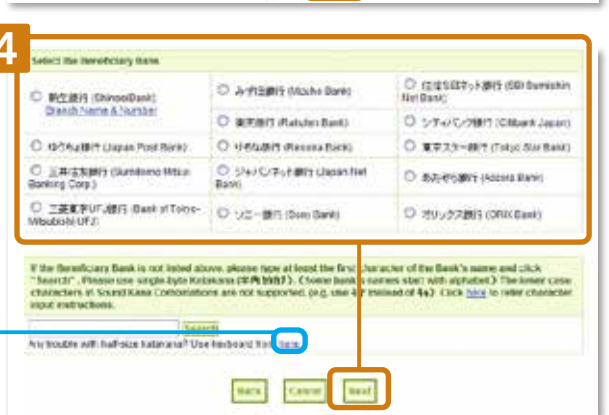 4
Select the Beneficiary Bank
新生銀行 (ShinseiBank)
Branch Name & Number
みずほ銀行 (Mizuho Bank)
住信SBIネット銀行 (SBI Sumishin Net Bank)
楽天銀行 (Rakuten Bank)
シティバンク銀行 (Citibank Japan)
ゆうちょ銀行 (Japan Post Bank)
りそな銀行 (Resona Bank)
東京スター銀行 (Tokyo Star Bank)
三井住友銀行 (Sumitomo Mitsui
Banking Corp.)
ジャパンネット銀行 (Japan Net
Bank)
あおぞら銀行 (Aozora Bank)
三菱東京UFJ銀行 (Bank of Tokyo-
Mitsubishi UFJ)
ソニー銀行 (Sony Bank)
オリックス銀行 (ORIX Bank)
If the Beneficiary Bank is not listed above, please type at least the first character of the Bank's name and click
"Search". Please use single-byte Katakana (半角カタカナ). (Some bank's names start with alphabet.) The lower case
characters in Sound Kana Combinations are not supported. (e.g. use instead of ) Click here to refer character
input instructions.
Search
Any trouble with half-size katakana? Use keyboard from here.
Back Cancel Next